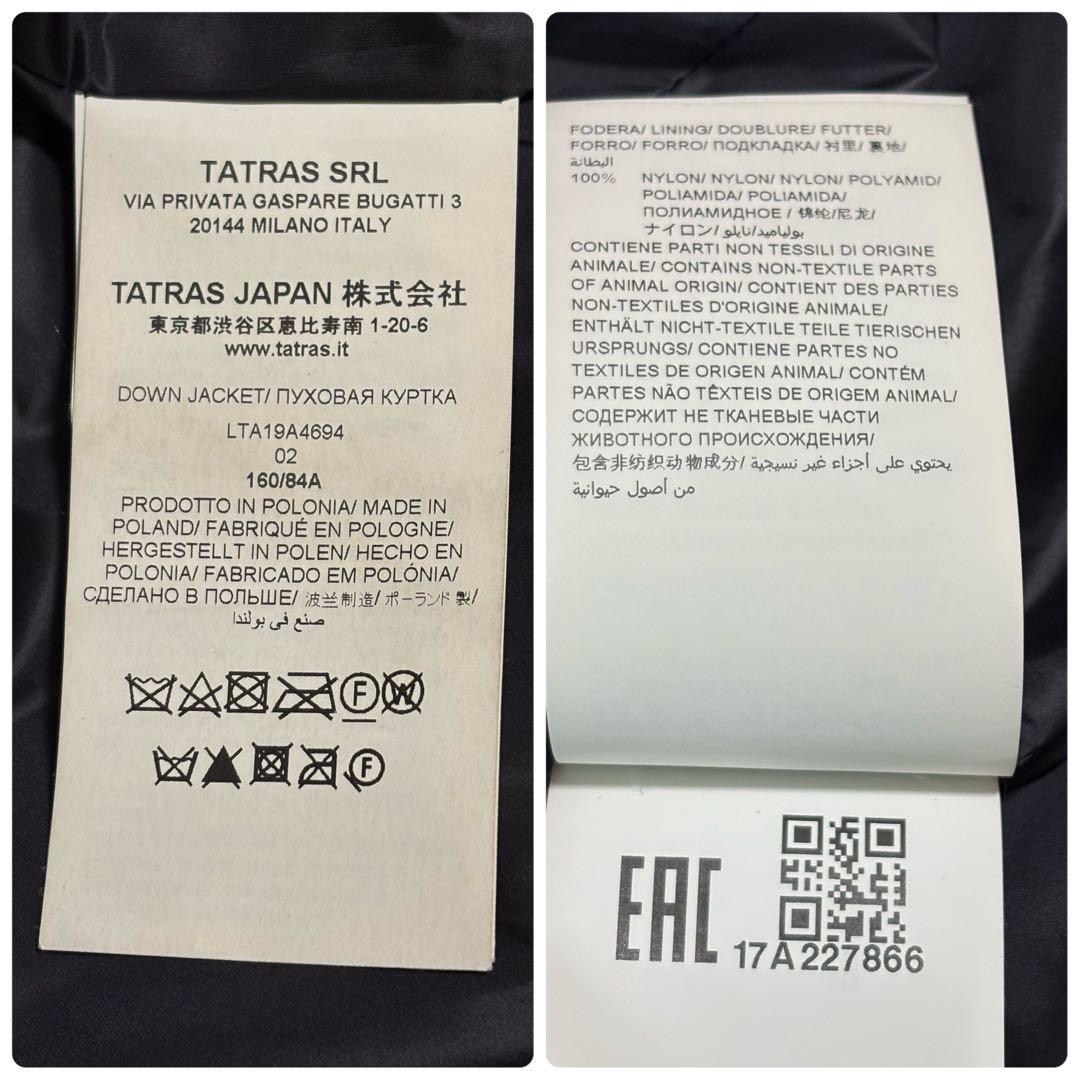 TATRAS SRL
VIA PRIVATA GASPARE BUGATTI 3
20144 MILANO ITALY
TATRAS JAPAN 株式会社
東京都渋谷区恵比寿南 1-20-6
www.tatras.it
DOWN JACKET/ ПУХОВАЯ КУРТКА
LTA19A4694
02
160/84A
PRODOTTO IN POLONIA/ MADE IN
POLAND/ FABRIQUÉ EN POLOGNE/
HERGESTELLT IN POLEN/ HECHO EN
POLONIA/ FABRICADO EM POLÓNIA/
СДЕЛАНО В ПОЛЬШЕ/ 波兰制造/ ポーランド製/
صنع في بولندا
F W
F
FODERA/ LINING/ DOUBLURE/ FUTTER/
FORRO/ FORRO/ ПОДКЛАДКА/ 衬里/ 裏地/
البطانة
100% NYLON/ NYLON/ NYLON/ POLYAMID/
POLIAMIDA/ POLIAMIDA/
ПОЛИАМИДНОЕ / 锦纶/尼龙/
ナイロン/ بولياميد/نايلو
CONTIENE PARTI NON TESSILI DI ORIGINE
ANIMALE/ CONTAINS NON-TEXTILE PARTS
OF ANIMAL ORIGIN/ CONTIENT DES PARTIES
NON-TEXTILES D'ORIGINE ANIMALE/
ENTHÄLT NICHT-TEXTILE TEILE TIERISCHEN
URSPRUNGS/ CONTIENE PARTES NO
TEXTILES DE ORIGEN ANIMAL/ CONTÉM
PARTES NÃO TÊXTEIS DE ORIGEM ANIMAL/
СОДЕРЖИТ НЕ ТКАНЕВЫЕ ЧАСТИ
ЖИВОТНОГО ПРОИСХОЖДЕНИЯ/
包含非纺织动物成分/ يحتوي على أجزاء غير نسيجية
من أصول حيوانية
EAC
17A227866